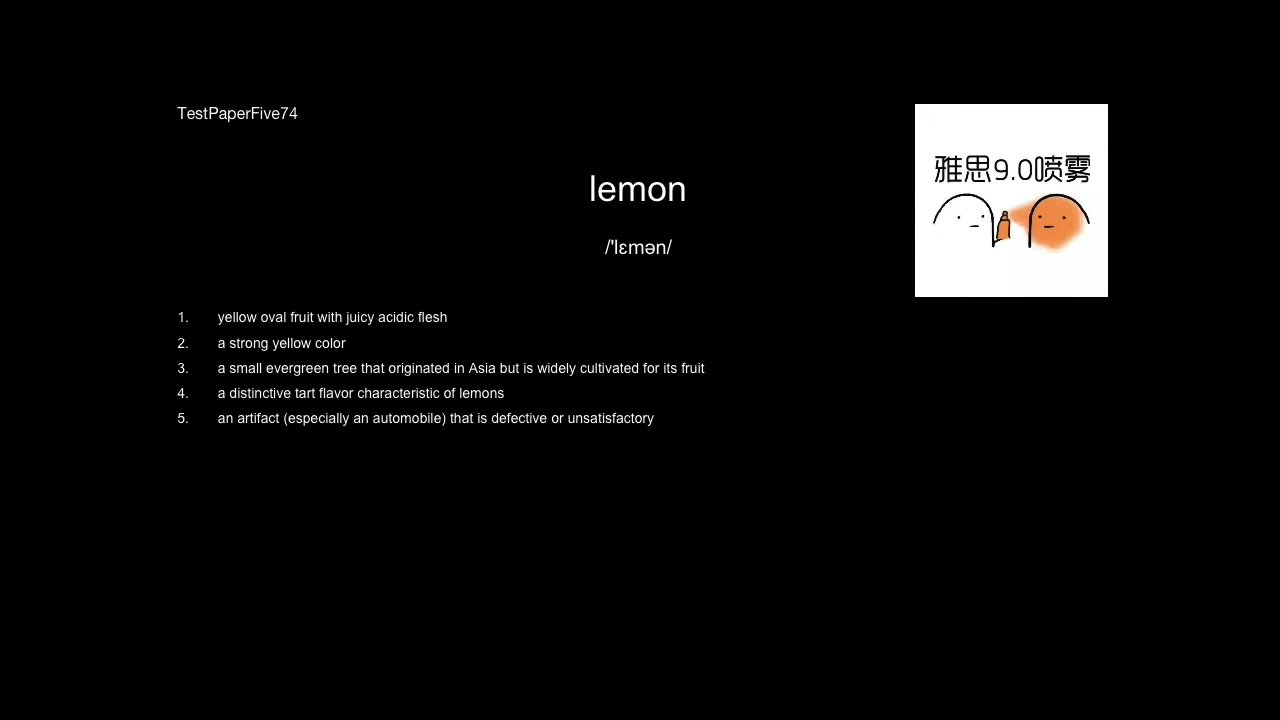 TestPaperFive74
雅思9.0喷雾
lemon
/'lɛmən/
1. yellow oval fruit with juicy acidic flesh
2. a strong yellow color
3. a small evergreen tree that originated in Asia but is widely cultivated for its fruit
4. a distinctive tart flavor characteristic of lemons
5. an artifact (especially an automobile) that is defective or unsatisfactory